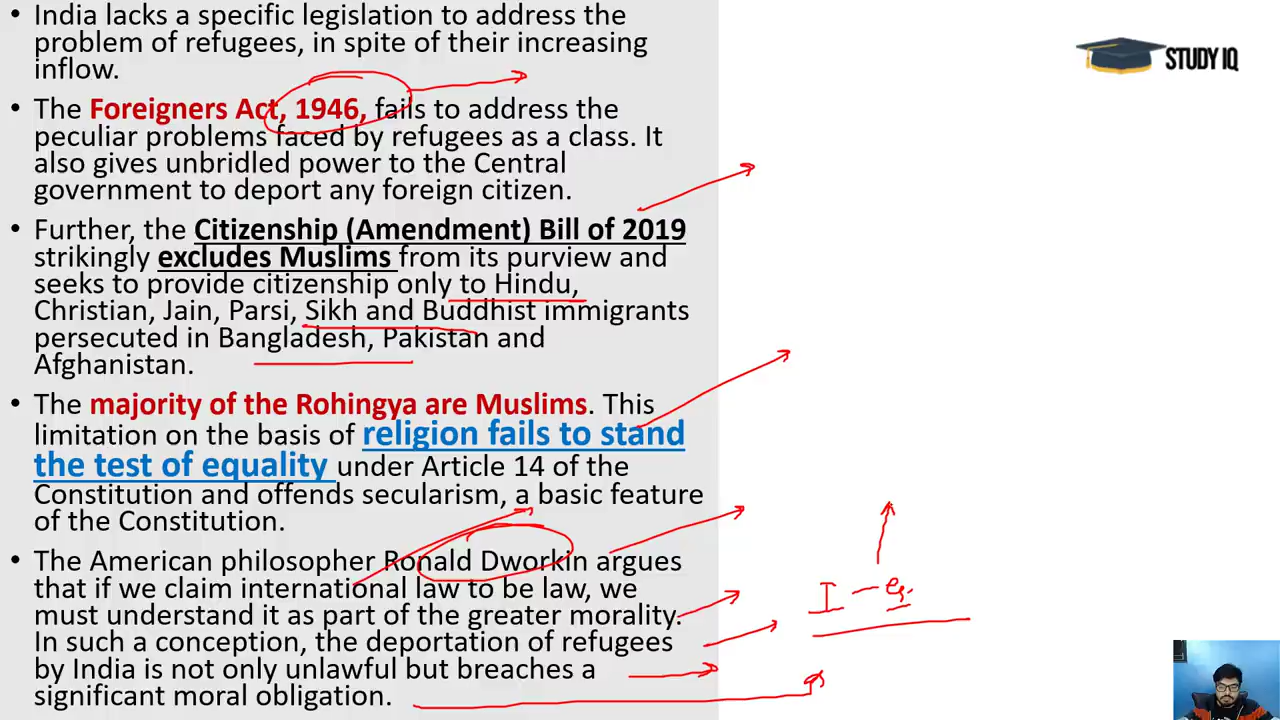 • India lacks a specific legislation to address the
problem of refugees, in spite of their increasing
inflow.
• The Foreigners Act, 1946, fails to address the
peculiar problems faced by refugees as a class. It
also gives unbridled power to the Central
government to deport any foreign citizen.
• Further, the Citizenship (Amendment) Bill of 2019
strikingly excludes Muslims from its purview and
seeks to provide citizenship only to Hindu,
Christian, Jain, Parsi, Sikh and Buddhist immigrants
persecuted in Bangladesh, Pakistan and
Afghanistan.
• The majority of the Rohingya are Muslims. This
limitation on the basis of religion fails to stand
the test of equality under Article 14 of the
Constitution and offends secularism, a basic feature
of the Constitution.
• The American philosopher Ronald Dworkin argues
that if we claim international law to be law, we
must understand it as part of the greater morality.
In such a conception, the deportation of refugees
by India is not only unlawful but breaches a
significant moral obligation.
STUDY IQ